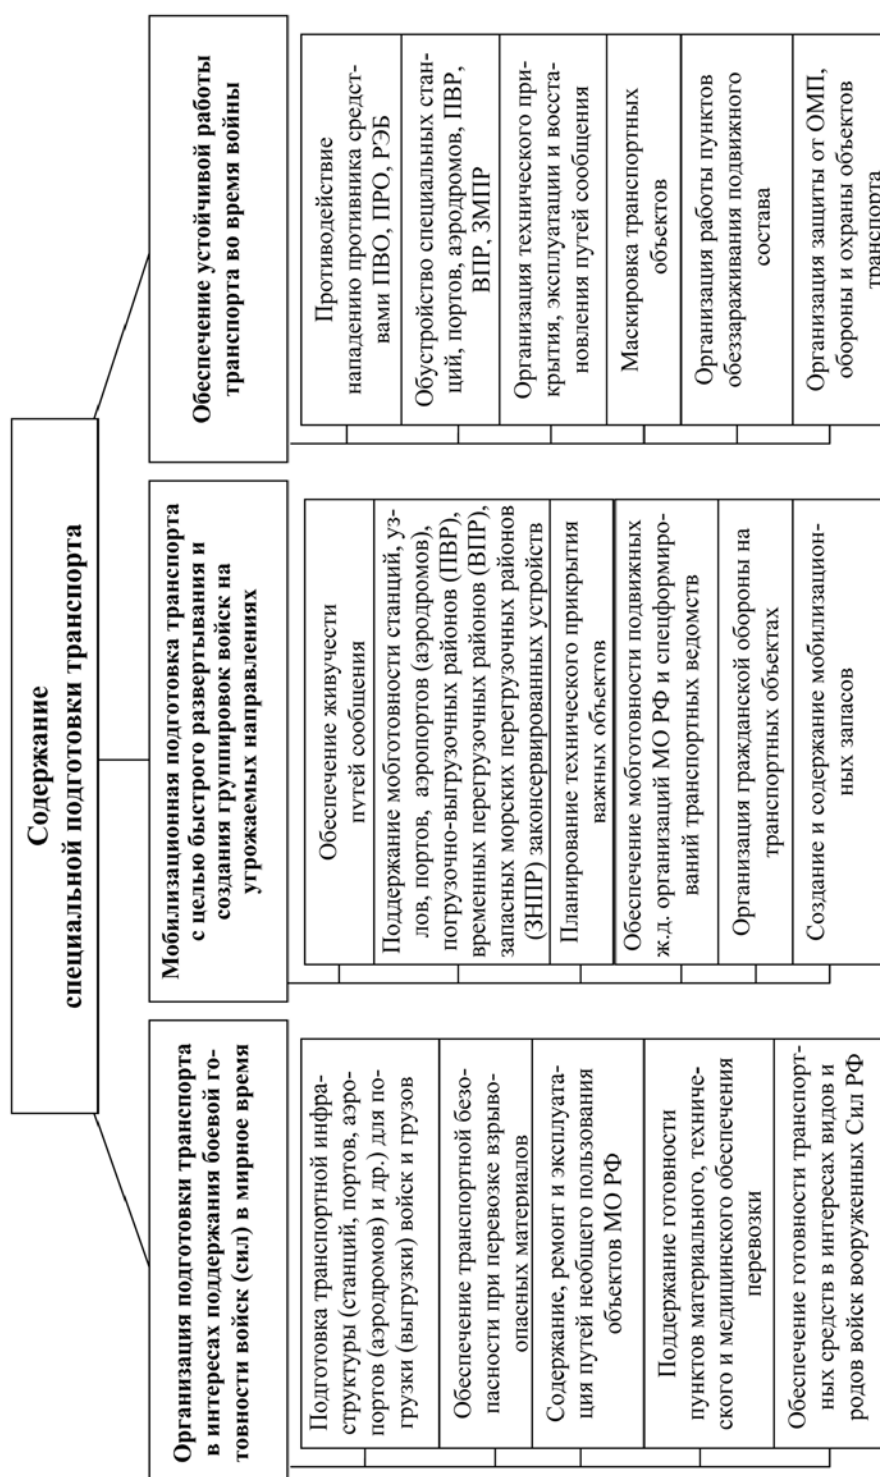 Содержание
специальной подготовки транспорта
Организация подготовки транспорта
в интересах поддержания боевой го-
товности войск (сил) в мирное время
Подготовка транспортной инфра-
структуры (станций, портов, аэро-
портов (аэродромов) и др.) для по-
грузки (выгрузки) войск и грузов
Обеспечение транспортной безо-
пасности при перевозке взрыво-
опасных материалов
Содержание, ремонт и эксплуата-
ция путей необщего пользования
объектов МО РФ
Поддержание готовности
пунктов материального, техниче-
ского и медицинского обеспечения
перевозки
Обеспечение готовности транспорт-
ных средств в интересах видов и
родов войск вооруженных Сил РФ
Мобилизационная подготовка транспорта
с целью быстрого развертывания и
создания группировок войск на
угрожаемых направлениях
Обеспечение живучести
путей сообщения
Поддержание мобготовности станций, уз-
лов, портов, аэропортов (аэродромов),
погрузочно-выгрузочных районов (ПВР),
временных перегрузочных районов (ВПР),
запасных морских перегрузочных районов
(ЗНПР) законсервированных устройств
Планирование технического прикрытия
важных объектов
Обеспечение мобготовности подвижных
ж.д. организаций МО РФ и спецформиро-
ваний транспортных ведомств
Организация гражданской обороны на
транспортных объектах
Создание и содержание мобилизацион-
ных запасов
Обеспечение устойчивой работы
транспорта во время войны
Противодействие
нападению противника средст-
вами ПВО, ПРО, РЭБ
Обустройство специальных стан-
ций, портов, аэродромов, ПВР,
ВПР, ЗМПР
Организация технического при-
крытия, эксплуатации и восста-
новления путей сообщения
Маскировка транспортных
объектов
Организация работы пунктов
обеззараживания подвижного
состава
Организация защиты от ОМП,
обороны и охраны объектов
транспорта